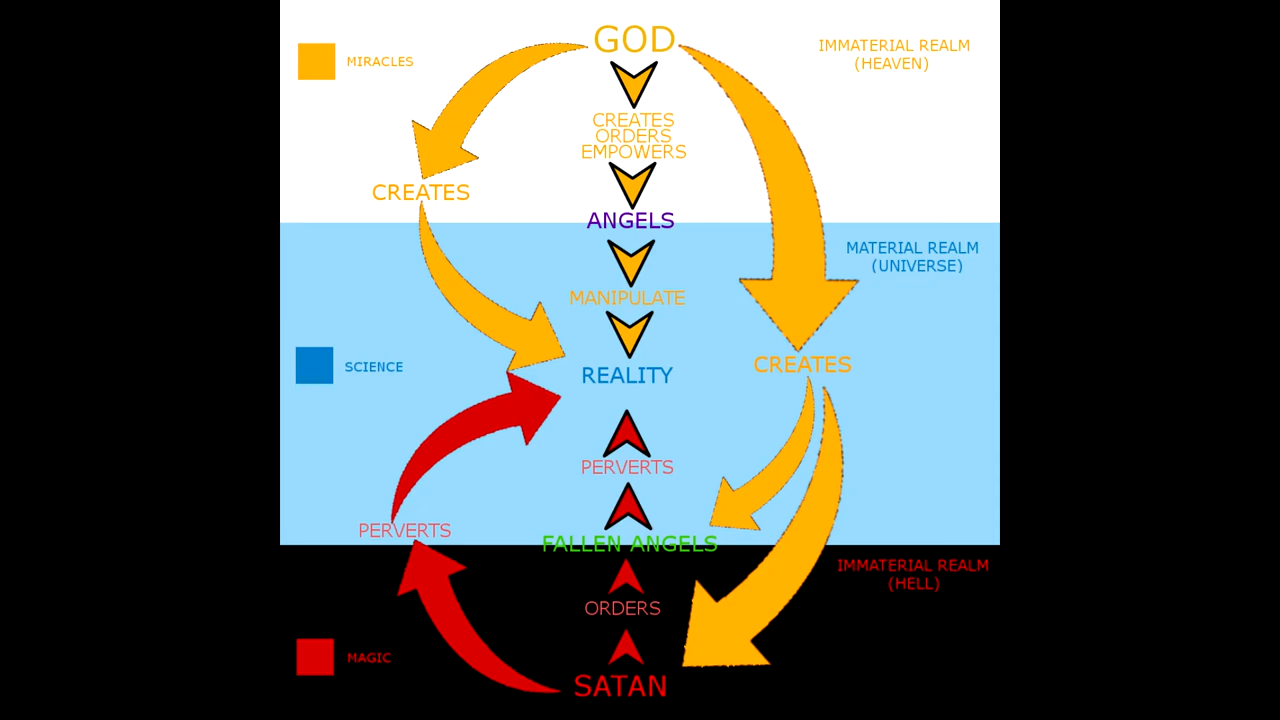 GOD
IMMATERIAL REALM
(HEAVEN)
MIRACLES
CREATES
ORDERS
EMPOWERS
CREATES
ANGELS
MATERIAL REALM
(UNIVERSE)
MANIPULATE
SCIENCE
REALITY
CREATES
PERVERTS
PERVERTS
FALLEN ANGELS
IMMATERIAL REALM
(HELL)
ORDERS
MAGIC
SATAN